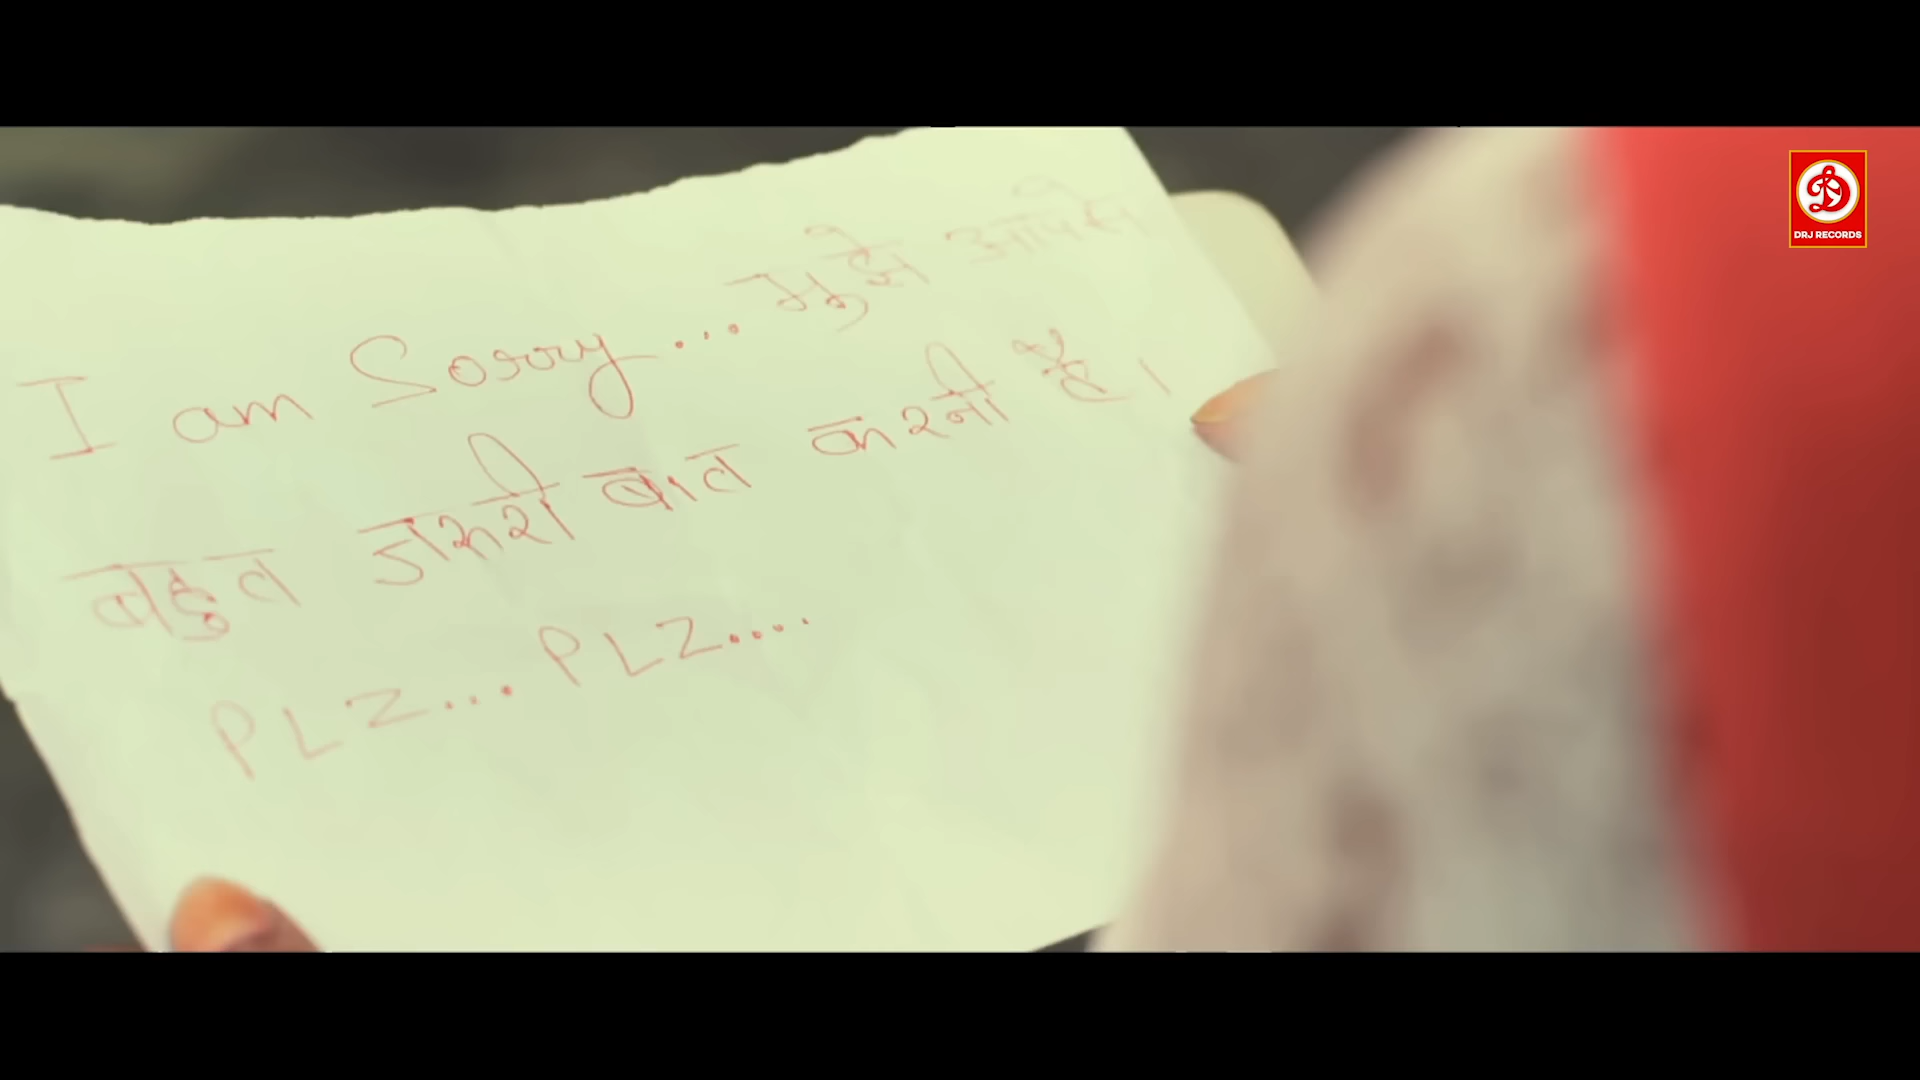 I am Sorry... मुझे आपसे
बहुत जरुरी बात करनी है।
PLZ... PLZ....
DRJ RECORDS